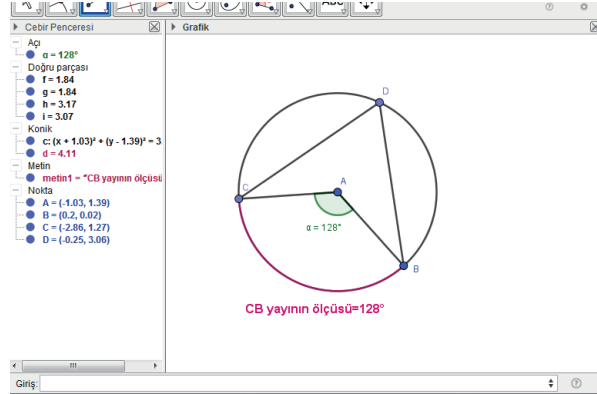 ABC
Cebir Penceresi
Grafik
Açı
α = 128°
Doğru parçası
f = 1.84
g = 1.84
h = 3.17
i = 3.07
Konik
c: (x + 1.03)² + (y - 1.39)² = 3
d = 4.11
Metin
metin1 = "CB yayının ölçüsü
Nokta
A = (-1.03, 1.39)
B = (0.2, 0.02)
C = (-2.86, 1.27)
D = (-0.25, 3.06)
D
A
C
α = 128°
B
CB yayının ölçüsü=128°
Giriş: